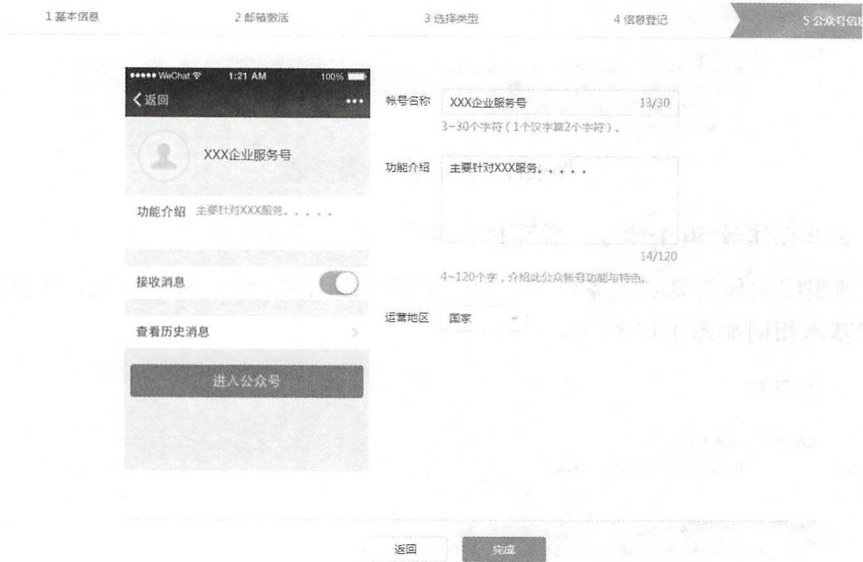 1 基本信息 2 邮箱激活 3 选择类型 4 信息登记 5 公众号信息
WeChat 1:21 AM 100%
返回
XXX企业服务号
功能介绍 主要针对XXX服务。....
接收消息
查看历史消息
进入公众号
帐号名称 XXX企业服务号 13/30
3~30个字符（1个汉字算2个字符）。
功能介绍 主要针对XXX服务。....
14/120
4~120个字，介绍此公众帐号功能与特色。
运营地区 国家
返回 完成